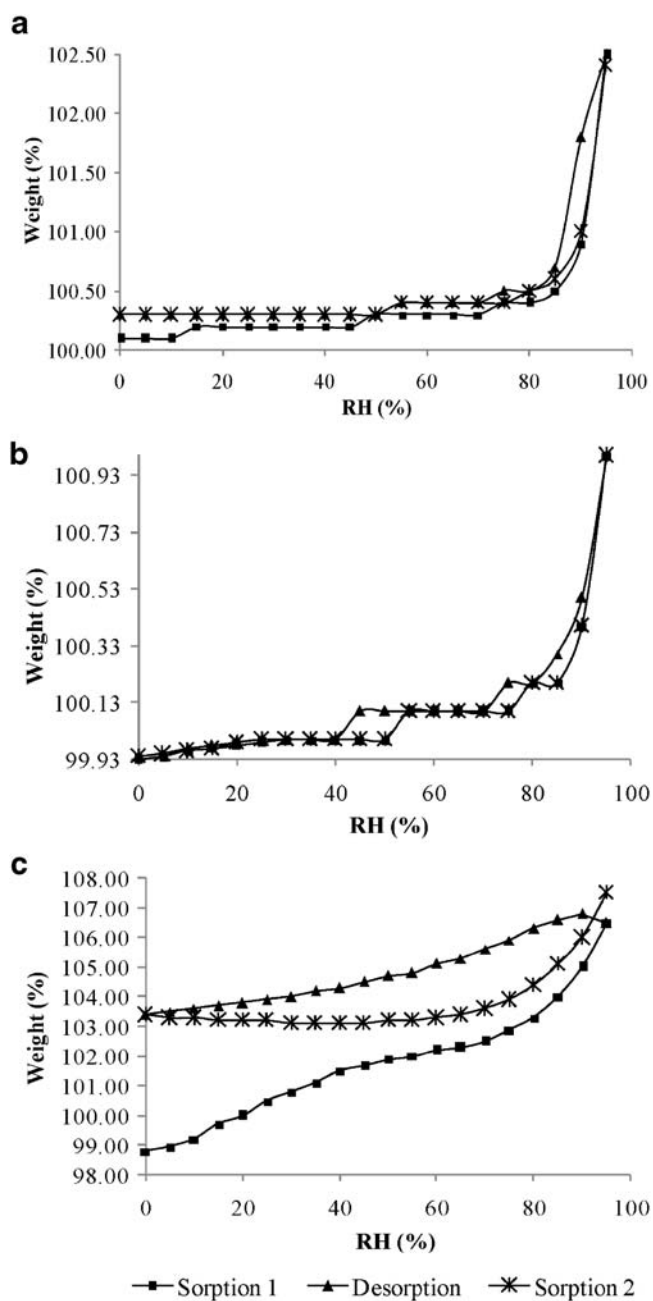 a
102.50
102.00
101.50
101.00
100.50
100.00
Weight (%)
0 20 40 60 80 100
RH (%)
b
100.93
100.73
100.53
100.33
100.13
99.93
Weight (%)
0 20 40 60 80 100
RH (%)
c
108.00
107.00
106.00
105.00
104.00
103.00
102.00
101.00
100.00
99.00
98.00
Weight (%)
0 20 40 60 80 100
RH (%)
Sorption 1 Desorption Sorption 2